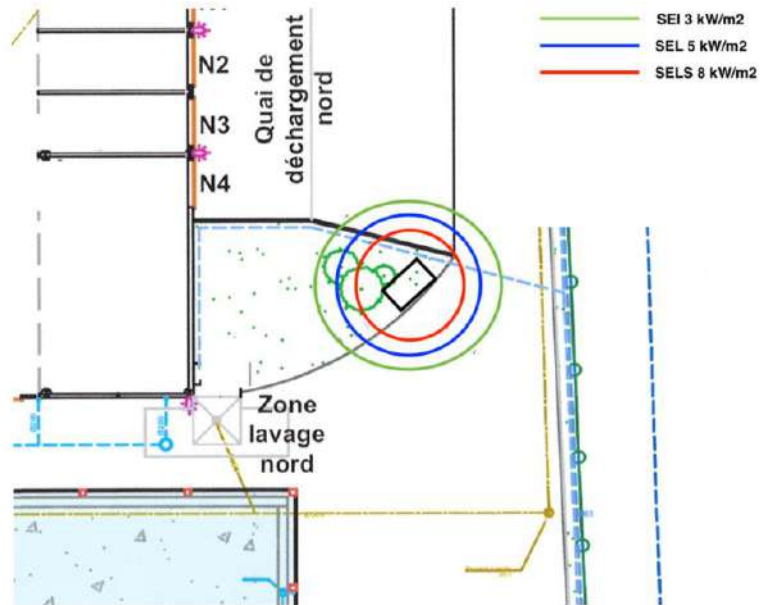 SEI 3 kW/m2
SEL 5 kW/m2
SELS 8 kW/m2
N2
N3
N4
Quai de
déchargement
nord
Zone
lavage
nord